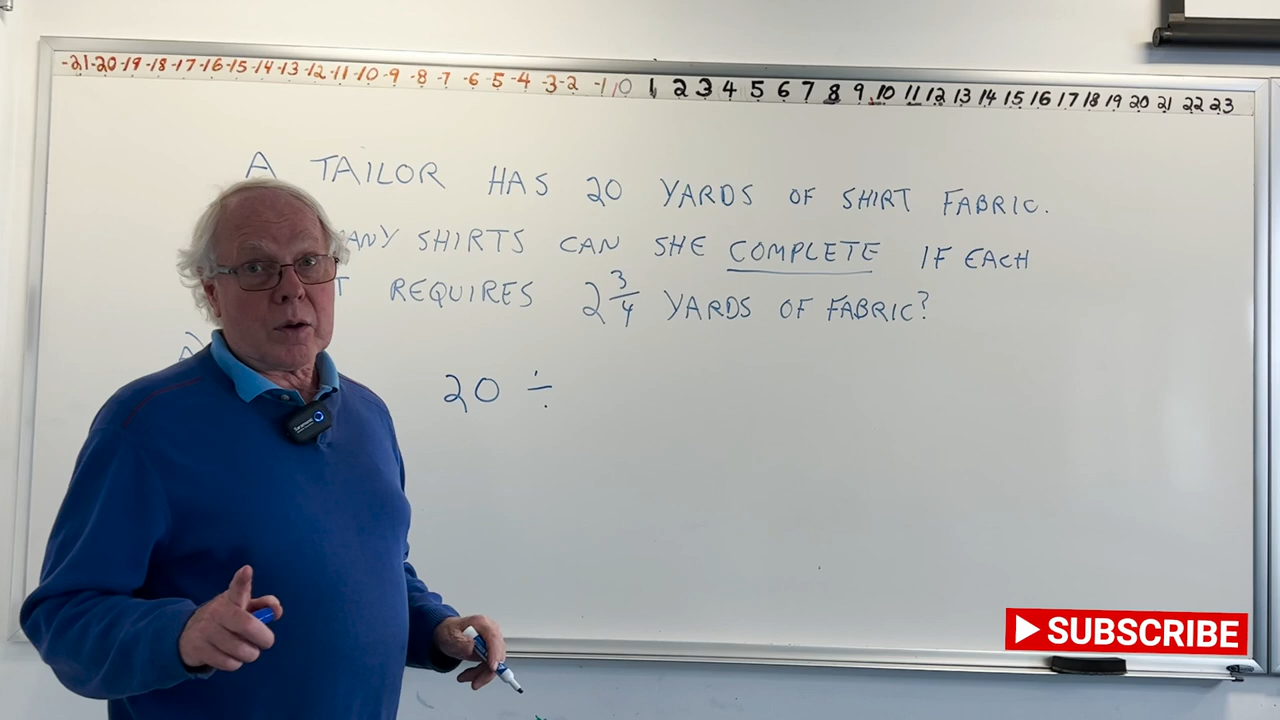 -21 -20 -19 -18 -17 -16 -15 -14 -13 -12 -11 -10 -9 -8 -7 -6 -5 -4 -3 -2 -1 0 1 2 3 4 5 6 7 8 9 10 11 12 13 14 15 16 17 18 19 20 21 22 23
A TAILOR HAS 20 YARDS OF SHIRT FABRIC.
SHIRTS CAN SHE COMPLETE IF EACH
REQUIRES 2 3/4 YARDS OF FABRIC?
20 ÷
SUBSCRIBE